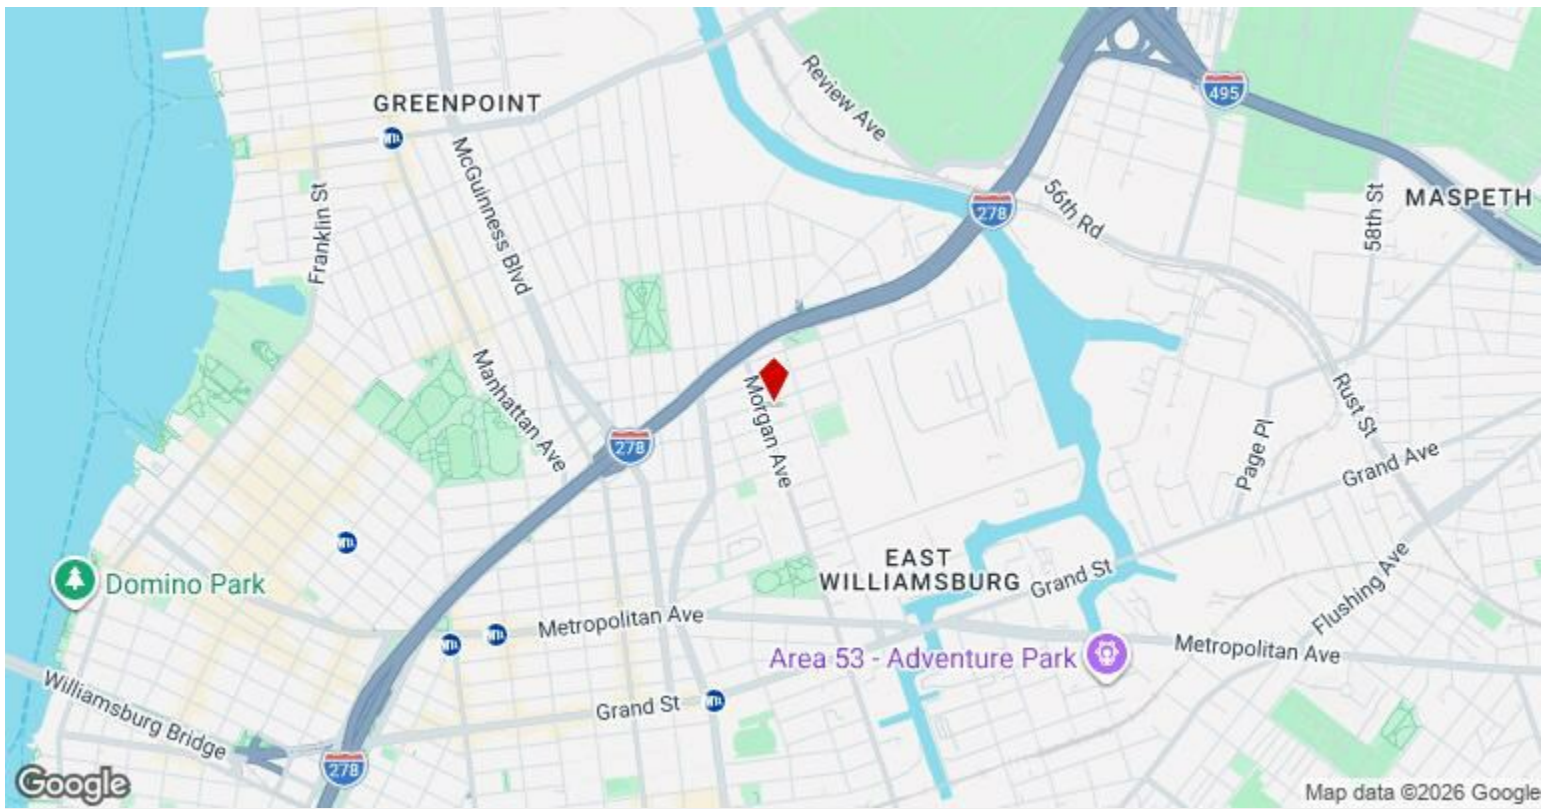 GREENPOINT
Review Ave
495
McGuinness Blvd
Franklin St
278
56th Rd
58th St
MASPETH
Manhattan Ave
Morgan Ave
278
Rust St
Page Pl
Grand Ave
EAST
WILLIAMSBURG
Grand St
Flushing Ave
Domino Park
Metropolitan Ave
Area 53 - Adventure Park
Metropolitan Ave
Williamsburg Bridge
Grand St
278
Google
Map data ©2026 Google